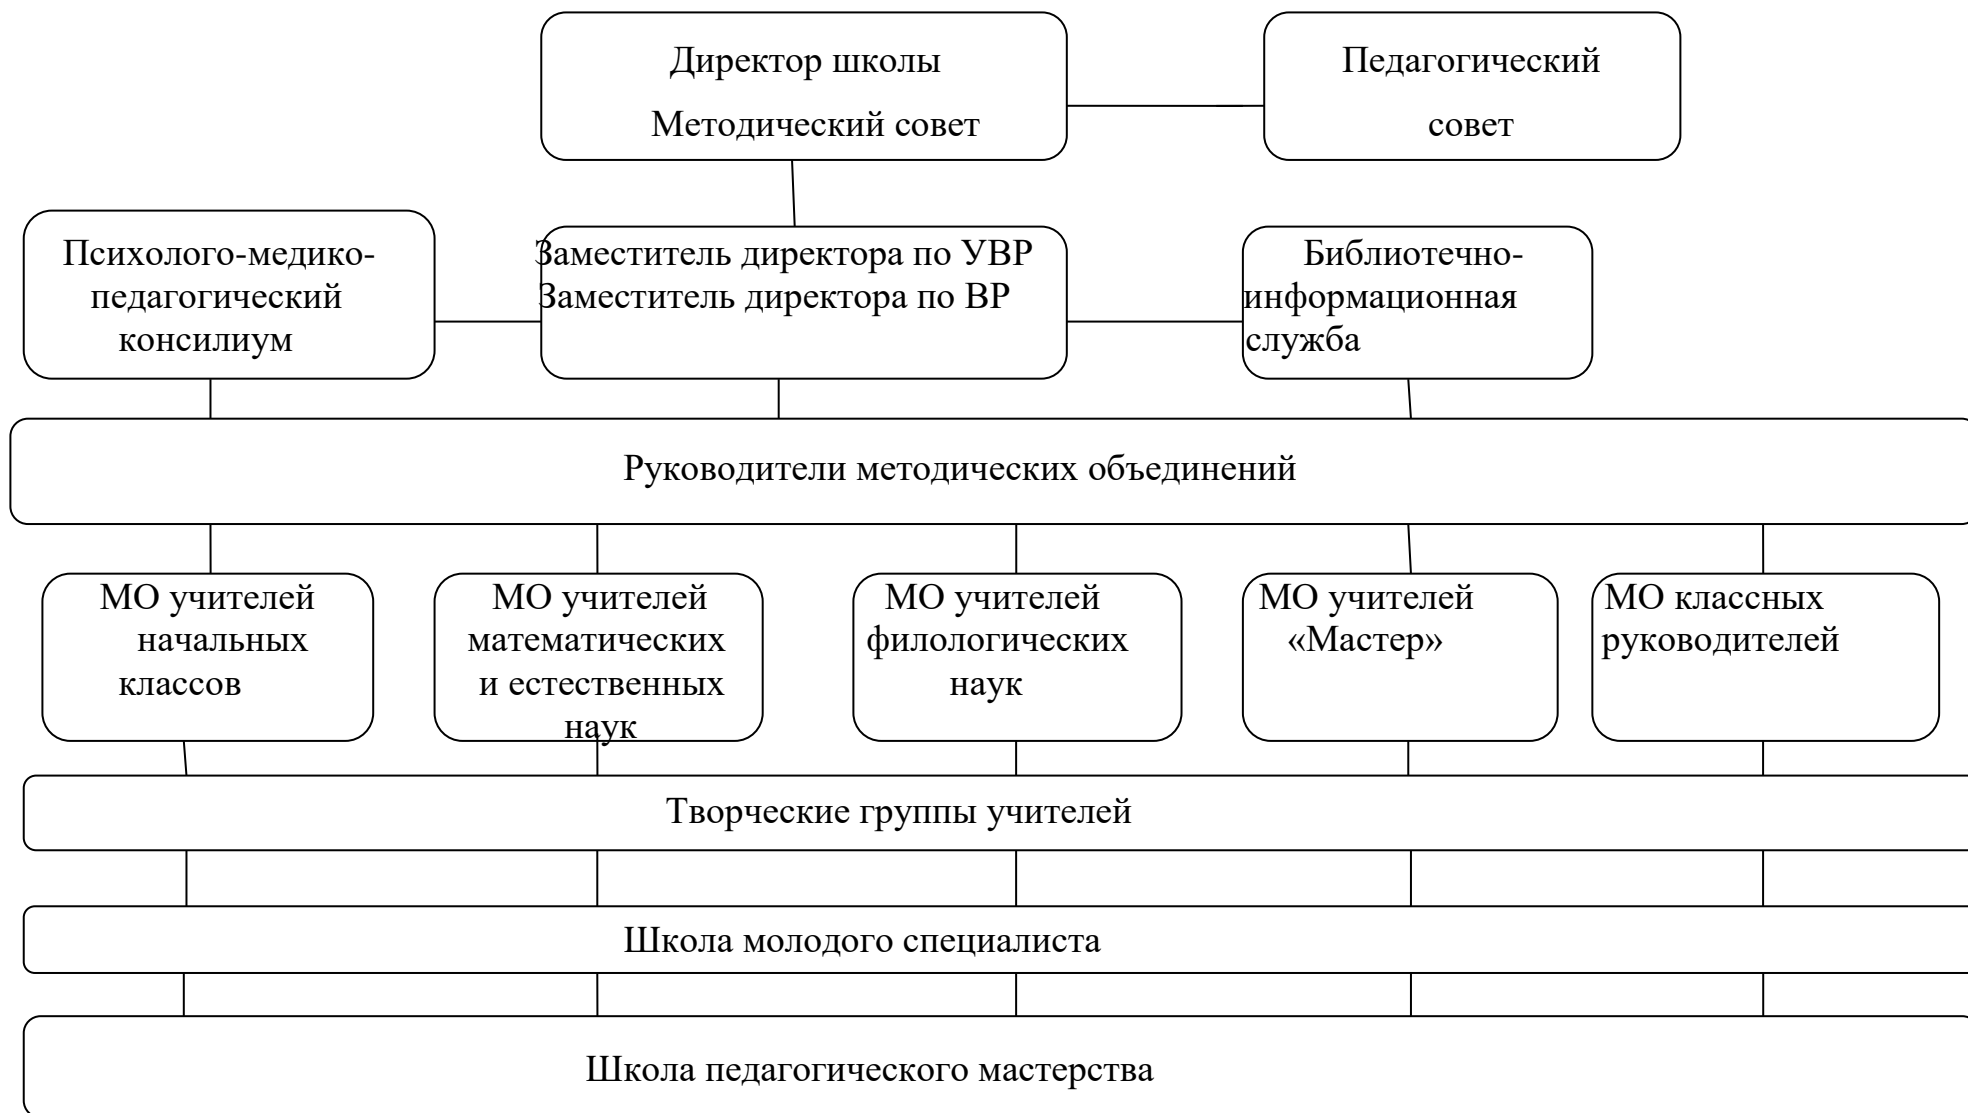 Директор школы
Методический совет
Педагогический
совет
Психолого-медико-
педагогический
консилиум
Заместитель директора по УВР
Заместитель директора по ВР
Библиотечно-
информационная
служба
Руководители методических объединений
МО учителей
начальных
классов
МО учителей
математических
и естественных
наук
МО учителей
филологических
наук
МО учителей
«Мастер»
МО классных
руководителей
Творческие группы учителей
Школа молодого специалиста
Школа педагогического мастерства